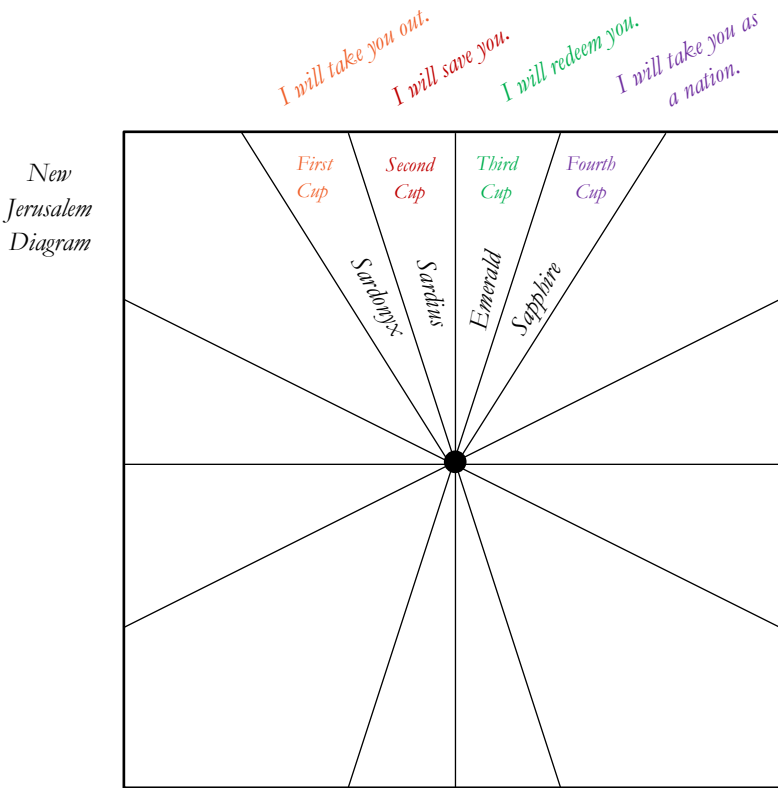 I will take you out.
I will save you.
I will redeem you.
I will take you as
a nation.
New
Jerusalem
Diagram
First
Cup
Second
Cup
Third
Cup
Fourth
Cup
Sardonyx
Sardius
Emerald
Sapphire